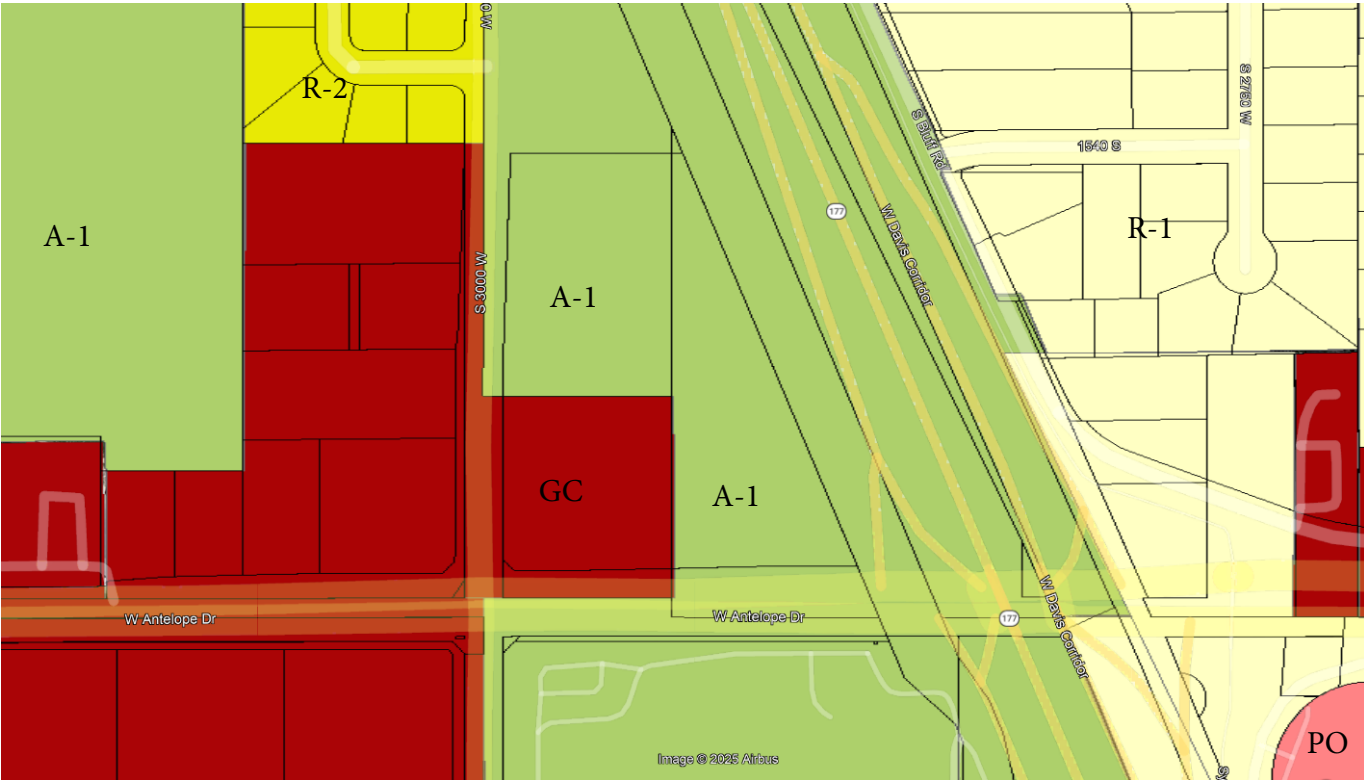 W
R-2
S 2750 W
S Bluff Rd
1540 S
177
A-1
W Davis Corridor
R-1
S 3000 W
A-1
GC
A-1
W Antelope Dr
W Antelope Dr
177
W Davis Corridor
PO
Image © 2025 Airbus